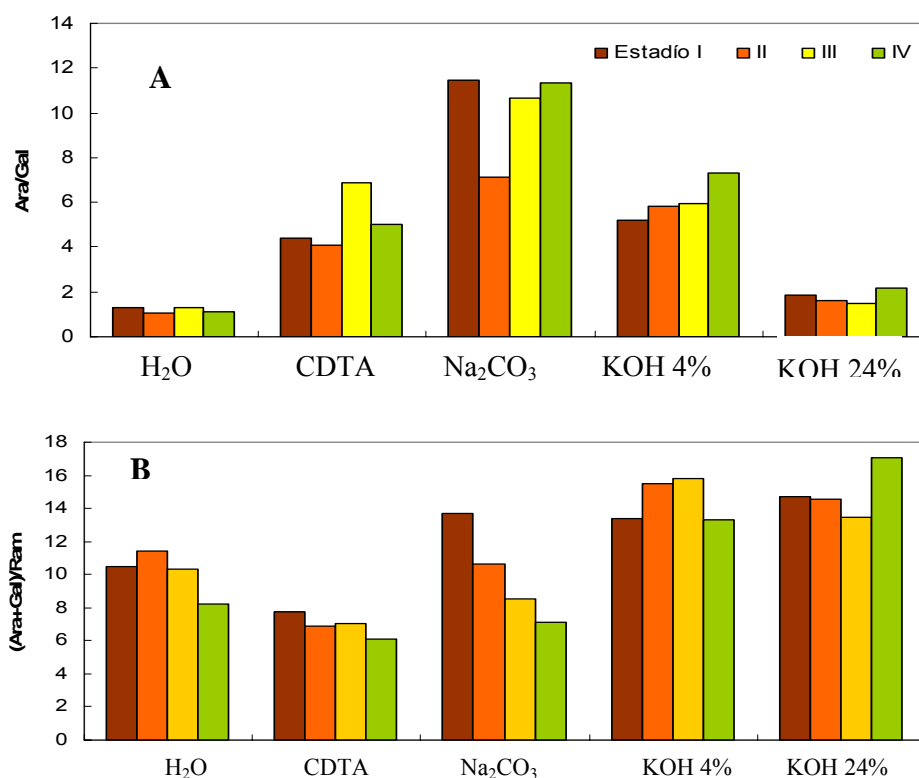 14
12
10
8
6
4
2
0
Ara/Gal
A
Estadío I II III IV
H₂O CDTA Na₂CO₃ KOH 4% KOH 24%
18
16
14
12
10
8
6
4
2
0
(Ara+Gal)/Ram
B
H₂O CDTA Na₂CO₃ KOH 4% KOH 24%